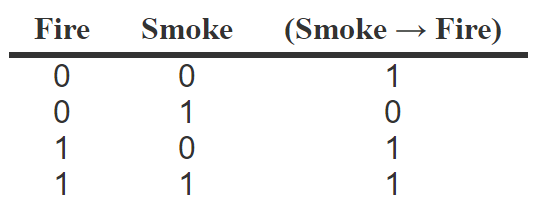 Fire Smoke (Smoke → Fire)
0 0 1
0 1 0
1 0 1
1 1 1